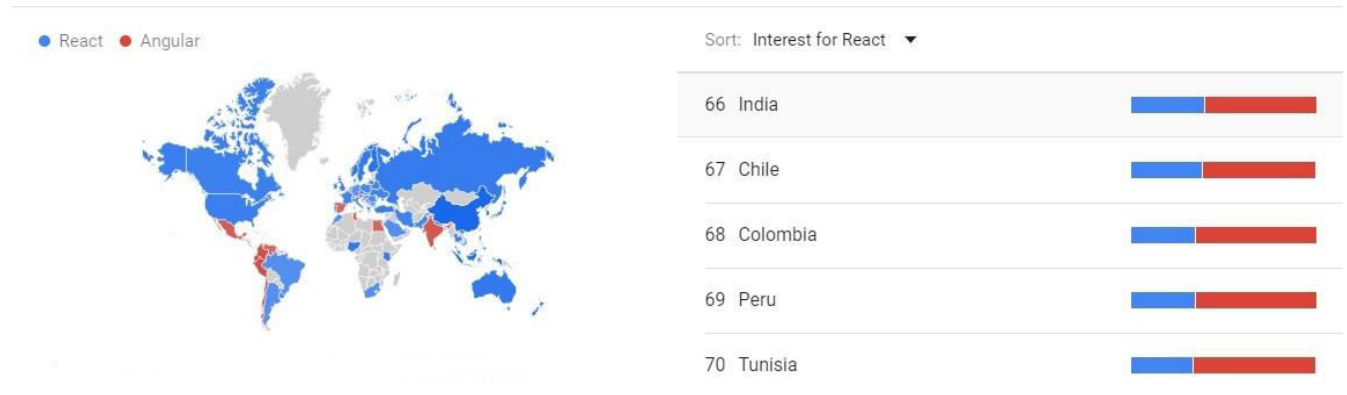 React Angular
Sort: Interest for React
66 India
67 Chile
68 Colombia
69 Peru
70 Tunisia